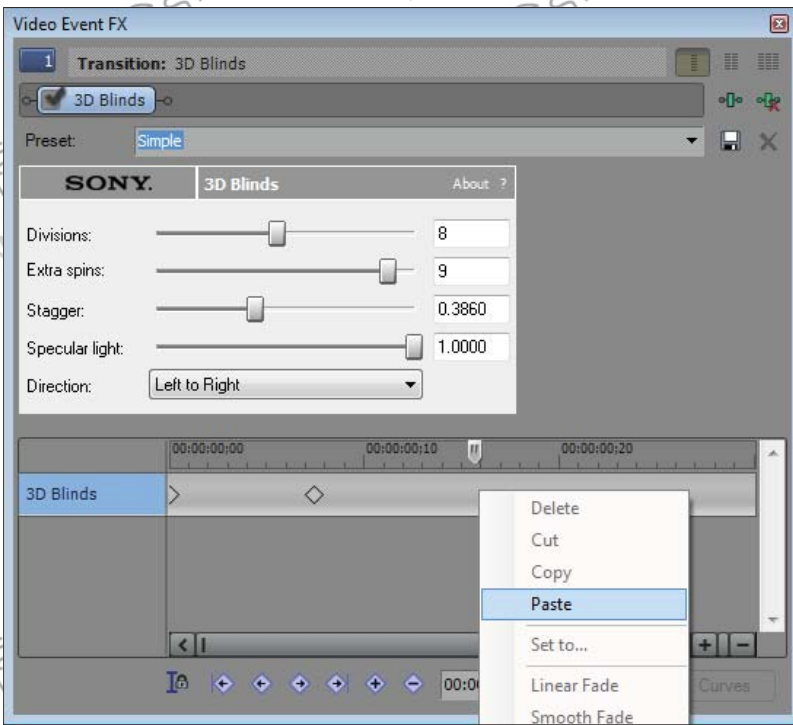 Video Event FX
1 Transition: 3D Blinds
3D Blinds
Preset: Simple
SONY. 3D Blinds About ?
Divisions: 8
Extra spins: 9
Stagger: 0.3860
Specular light: 1.0000
Direction: Left to Right
00:00:00;00 00:00:00;10 00:00:00;20
3D Blinds
Delete
Cut
Copy
Paste
Set to...
Linear Fade
Curves
Smooth Fade